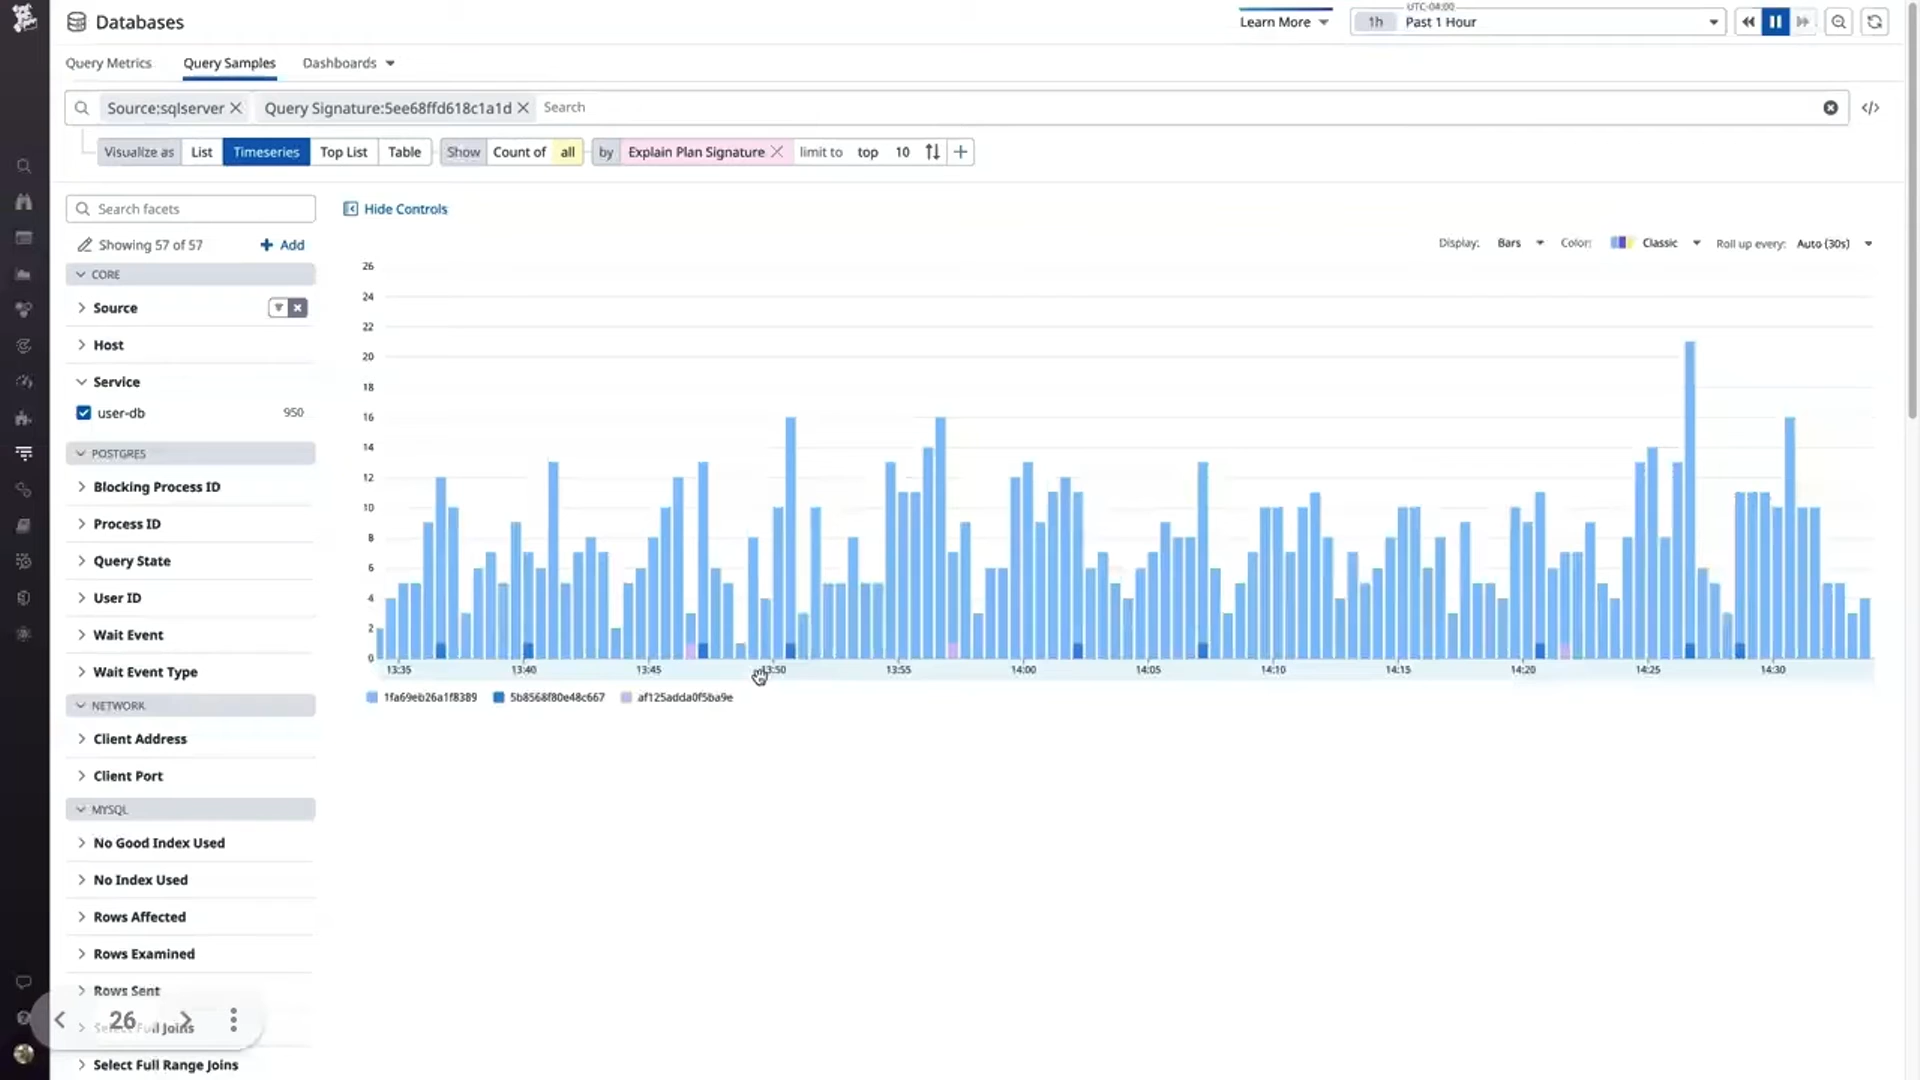 Databases
Learn More
UTC-04:00
1h Past 1 Hour
Query Metrics Query Samples Dashboards
Source:sqlserver Query Signature:5ee68ffd618c1a1d Search
Visualize as List Timeseries Top List Table Show Count of all by Explain Plan Signature limit to top 10
Search facets
Hide Controls
Showing 57 of 57 Add
Display: Bars Color: Classic Roll up every: Auto (30s)
CORE
Source
Host
Service
user-db 950
POSTGRES
Blocking Process ID
Process ID
Query State
User ID
Wait Event
Wait Event Type
NETWORK
Client Address
Client Port
MYSQL
No Good Index Used
No Index Used
Rows Affected
Rows Examined
Rows Sent
Select Full Joins
Select Full Range Joins
26
26
24
22
20
18
16
14
12
10
8
6
4
2
0
13:35 13:40 13:45 13:50 13:55 14:00 14:05 14:10 14:15 14:20 14:25 14:30
1fa69eb26a1f8389 5b8568f80e48c667 af125adda0f5ba9e